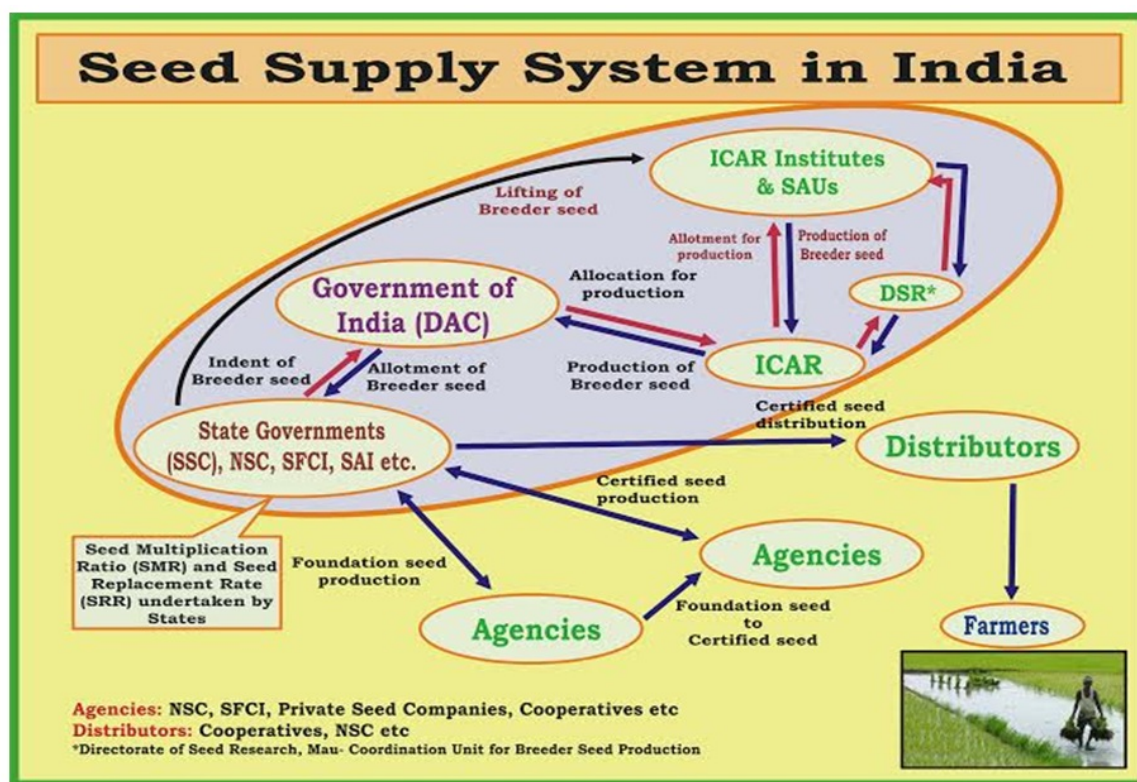 Seed Supply System in India
ICAR Institutes
& SAUs
Lifting of
Breeder seed
Allotment for
production
Production of
Breeder seed
Government of
India (DAC)
Allocation for
production
DSR*
Indent of
Breeder seed
Allotment
of Breeder seed
Production
of Breeder seed
ICAR
State Governments
(SSC), NSC, SFCI, SAI etc.
Certified seed
distribution
Distributors
Certified seed
production
Seed Multiplication
Ratio (SMR) and Seed
Replacement Rate
(SRR) undertaken by
States
Foundation seed
production
Agencies
Agencies
Foundation seed
to
Certified seed
Farmers
Agencies: NSC, SFCI, Private Seed Companies, Cooperatives etc
Distributors: Cooperatives, NSC etc
*Directorate of Seed Research, Mau- Coordination Unit for Breeder Seed Production